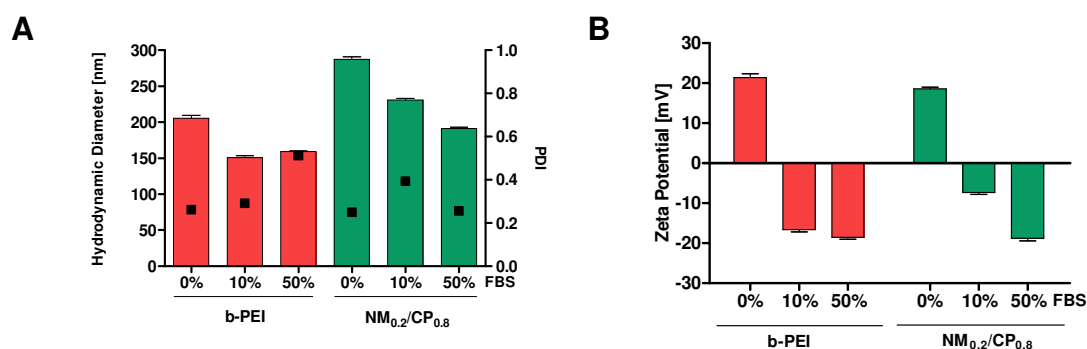 A
Hydrodynamic Diameter [nm]
300
250
200
150
100
50
0
1.0
0.8
0.6
0.4
0.2
0.0
PDI
0% 10% 50% 0% 10% 50% FBS
b-PEI NM0.2/CP0.8
B
Zeta Potential [mV]
30
20
10
0
-10
-20
-30
0% 10% 50% 0% 10% 50% FBS
b-PEI NM0.2/CP0.8